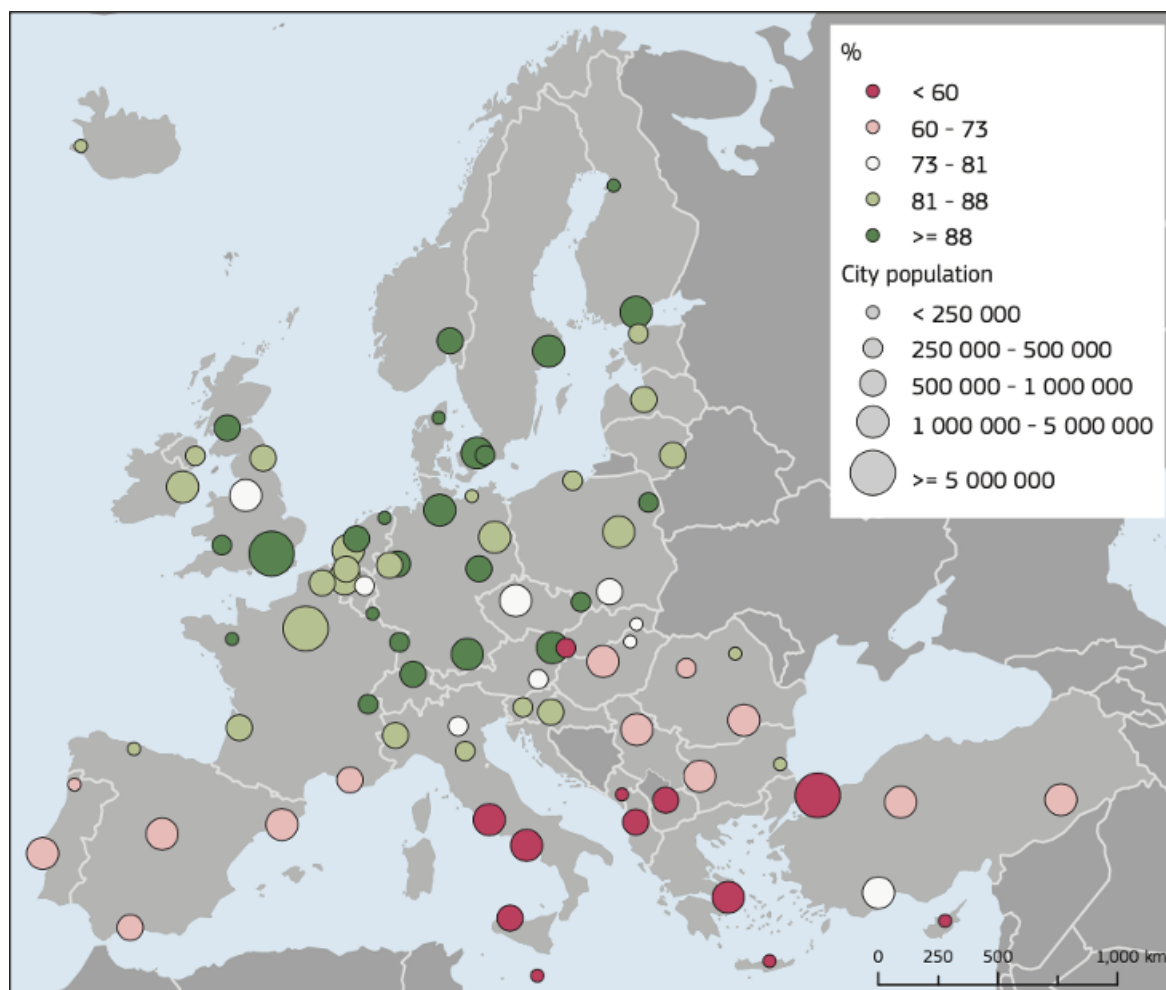 %
< 60
60 - 73
73 - 81
81 - 88
>= 88
City population
< 250 000
250 000 - 500 000
500 000 - 1 000 000
1 000 000 - 5 000 000
>= 5 000 000
0 250 500 1,000 km